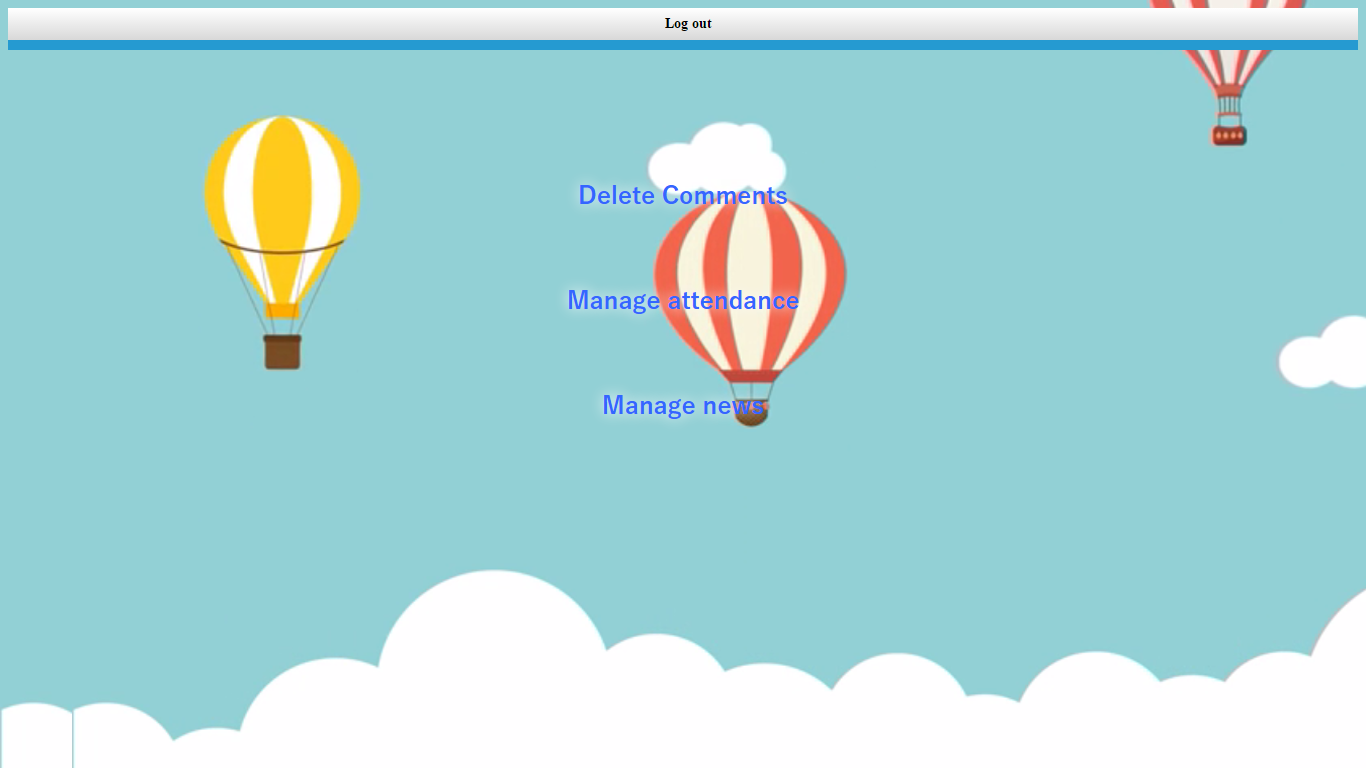 Log out
Delete Comments
Manage attendance
Manage news